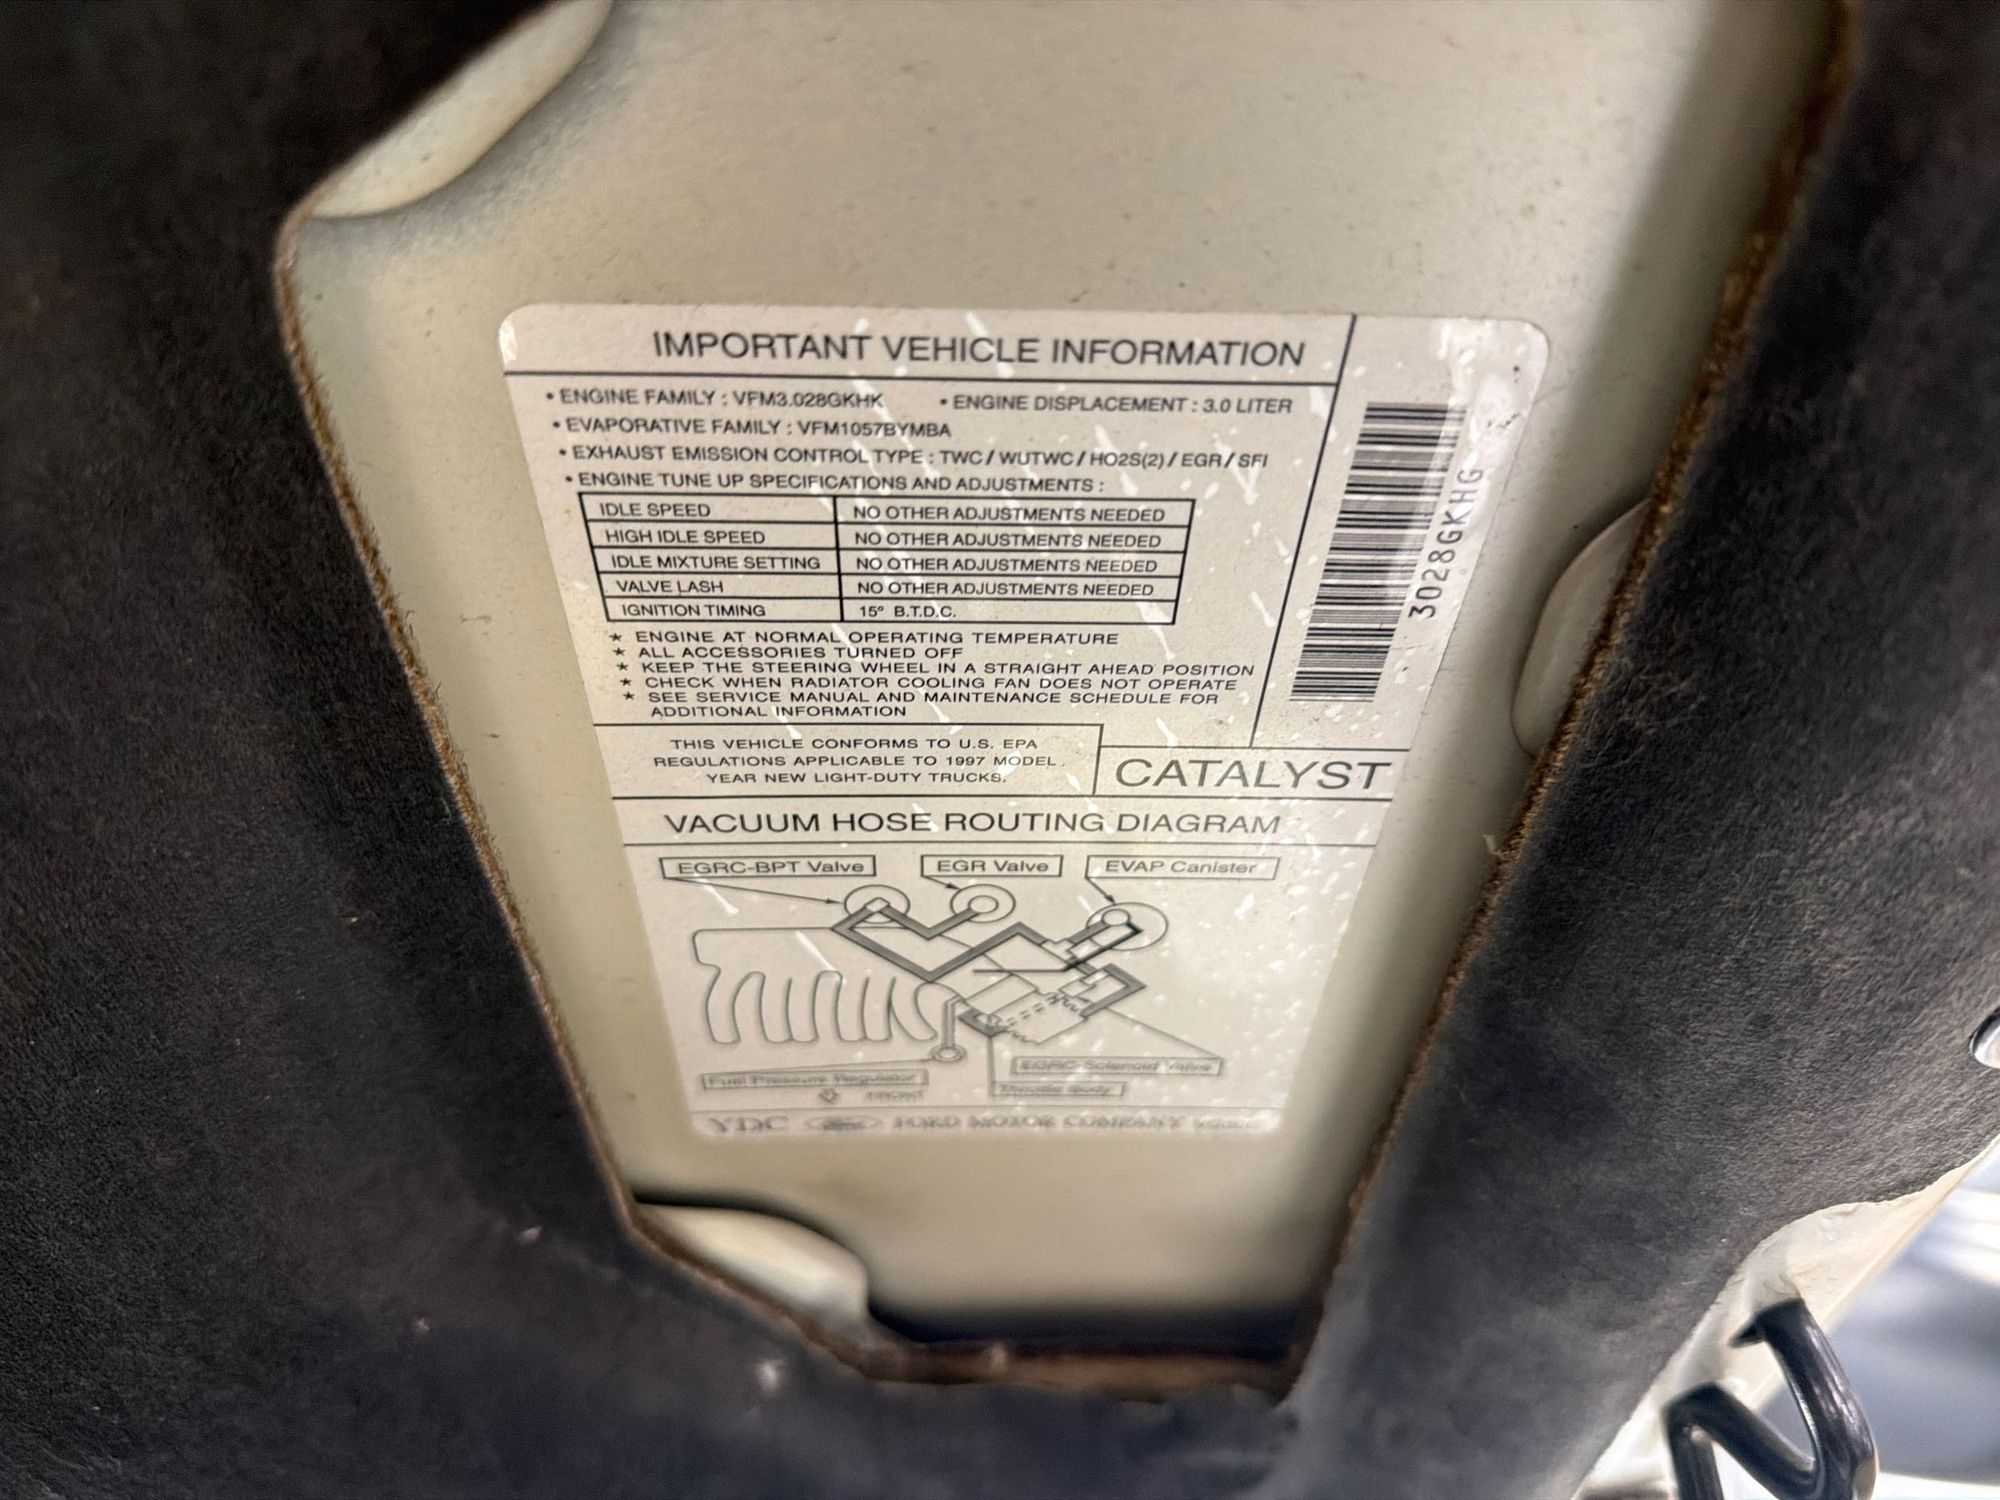 IMPORTANT VEHICLE INFORMATION
• ENGINE FAMILY : VFM3.028GKHK • ENGINE DISPLACEMENT : 3.0 LITER
• EVAPORATIVE FAMILY : VFM1057BYMBA
• EXHAUST EMISSION CONTROL TYPE : TWC / WUTWC / HO2S(2) / EGR / SFI
• ENGINE TUNE UP SPECIFICATIONS AND ADJUSTMENTS :
IDLE SPEED NO OTHER ADJUSTMENTS NEEDED
HIGH IDLE SPEED NO OTHER ADJUSTMENTS NEEDED
IDLE MIXTURE SETTING NO OTHER ADJUSTMENTS NEEDED
VALVE LASH NO OTHER ADJUSTMENTS NEEDED
IGNITION TIMING 15° B.T.D.C.
★ ENGINE AT NORMAL OPERATING TEMPERATURE
★ ALL ACCESSORIES TURNED OFF
★ KEEP THE STEERING WHEEL IN A STRAIGHT AHEAD POSITION
★ CHECK WHEN RADIATOR COOLING FAN DOES NOT OPERATE
★ SEE SERVICE MANUAL AND MAINTENANCE SCHEDULE FOR
ADDITIONAL INFORMATION
3028GKHG
THIS VEHICLE CONFORMS TO U.S. EPA
REGULATIONS APPLICABLE TO 1997 MODEL
YEAR NEW LIGHT-DUTY TRUCKS.
CATALYST
VACUUM HOSE ROUTING DIAGRAM
EGRC-BPT Valve EGR Valve EVAP Canister
EGRC-Solenoid Valve
Fuel Pressure Regulator
Throttle Body
FRONT
YDC Ford FORD MOTOR COMPANY